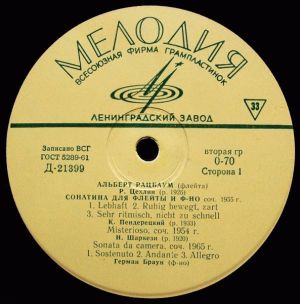 МЕЛОДИЯ
ВСЕСОЮЗНАЯ ФИРМА ГРАМПЛАСТИНОК
33
ЛЕНИНГРАДСКИЙ ЗАВОД
Записано ВСГ
ГОСТ 5289-61
Д-21399
вторая гр
0-70
Сторона 1
АЛЬБЕРТ РАЦБАУМ (флейта)
Р. Цехлин (р. 1926)
СОНАТИНА ДЛЯ ФЛЕЙТЫ И Ф-НО соч. 1955 г.
1. Lebhaft 2. Ruhig bewegt, zart
3. Sehr ritmisch, nicht zu schnell
К. Пендерецкий (р. 1933)
Misterioso, соч. 1954 г.
И. Шаркези (р. 1920)
Sonata da camera, соч. 1965 г.
1. Sostenuto 2. Andante 3. Allegro
Герман Браун (ф-но)